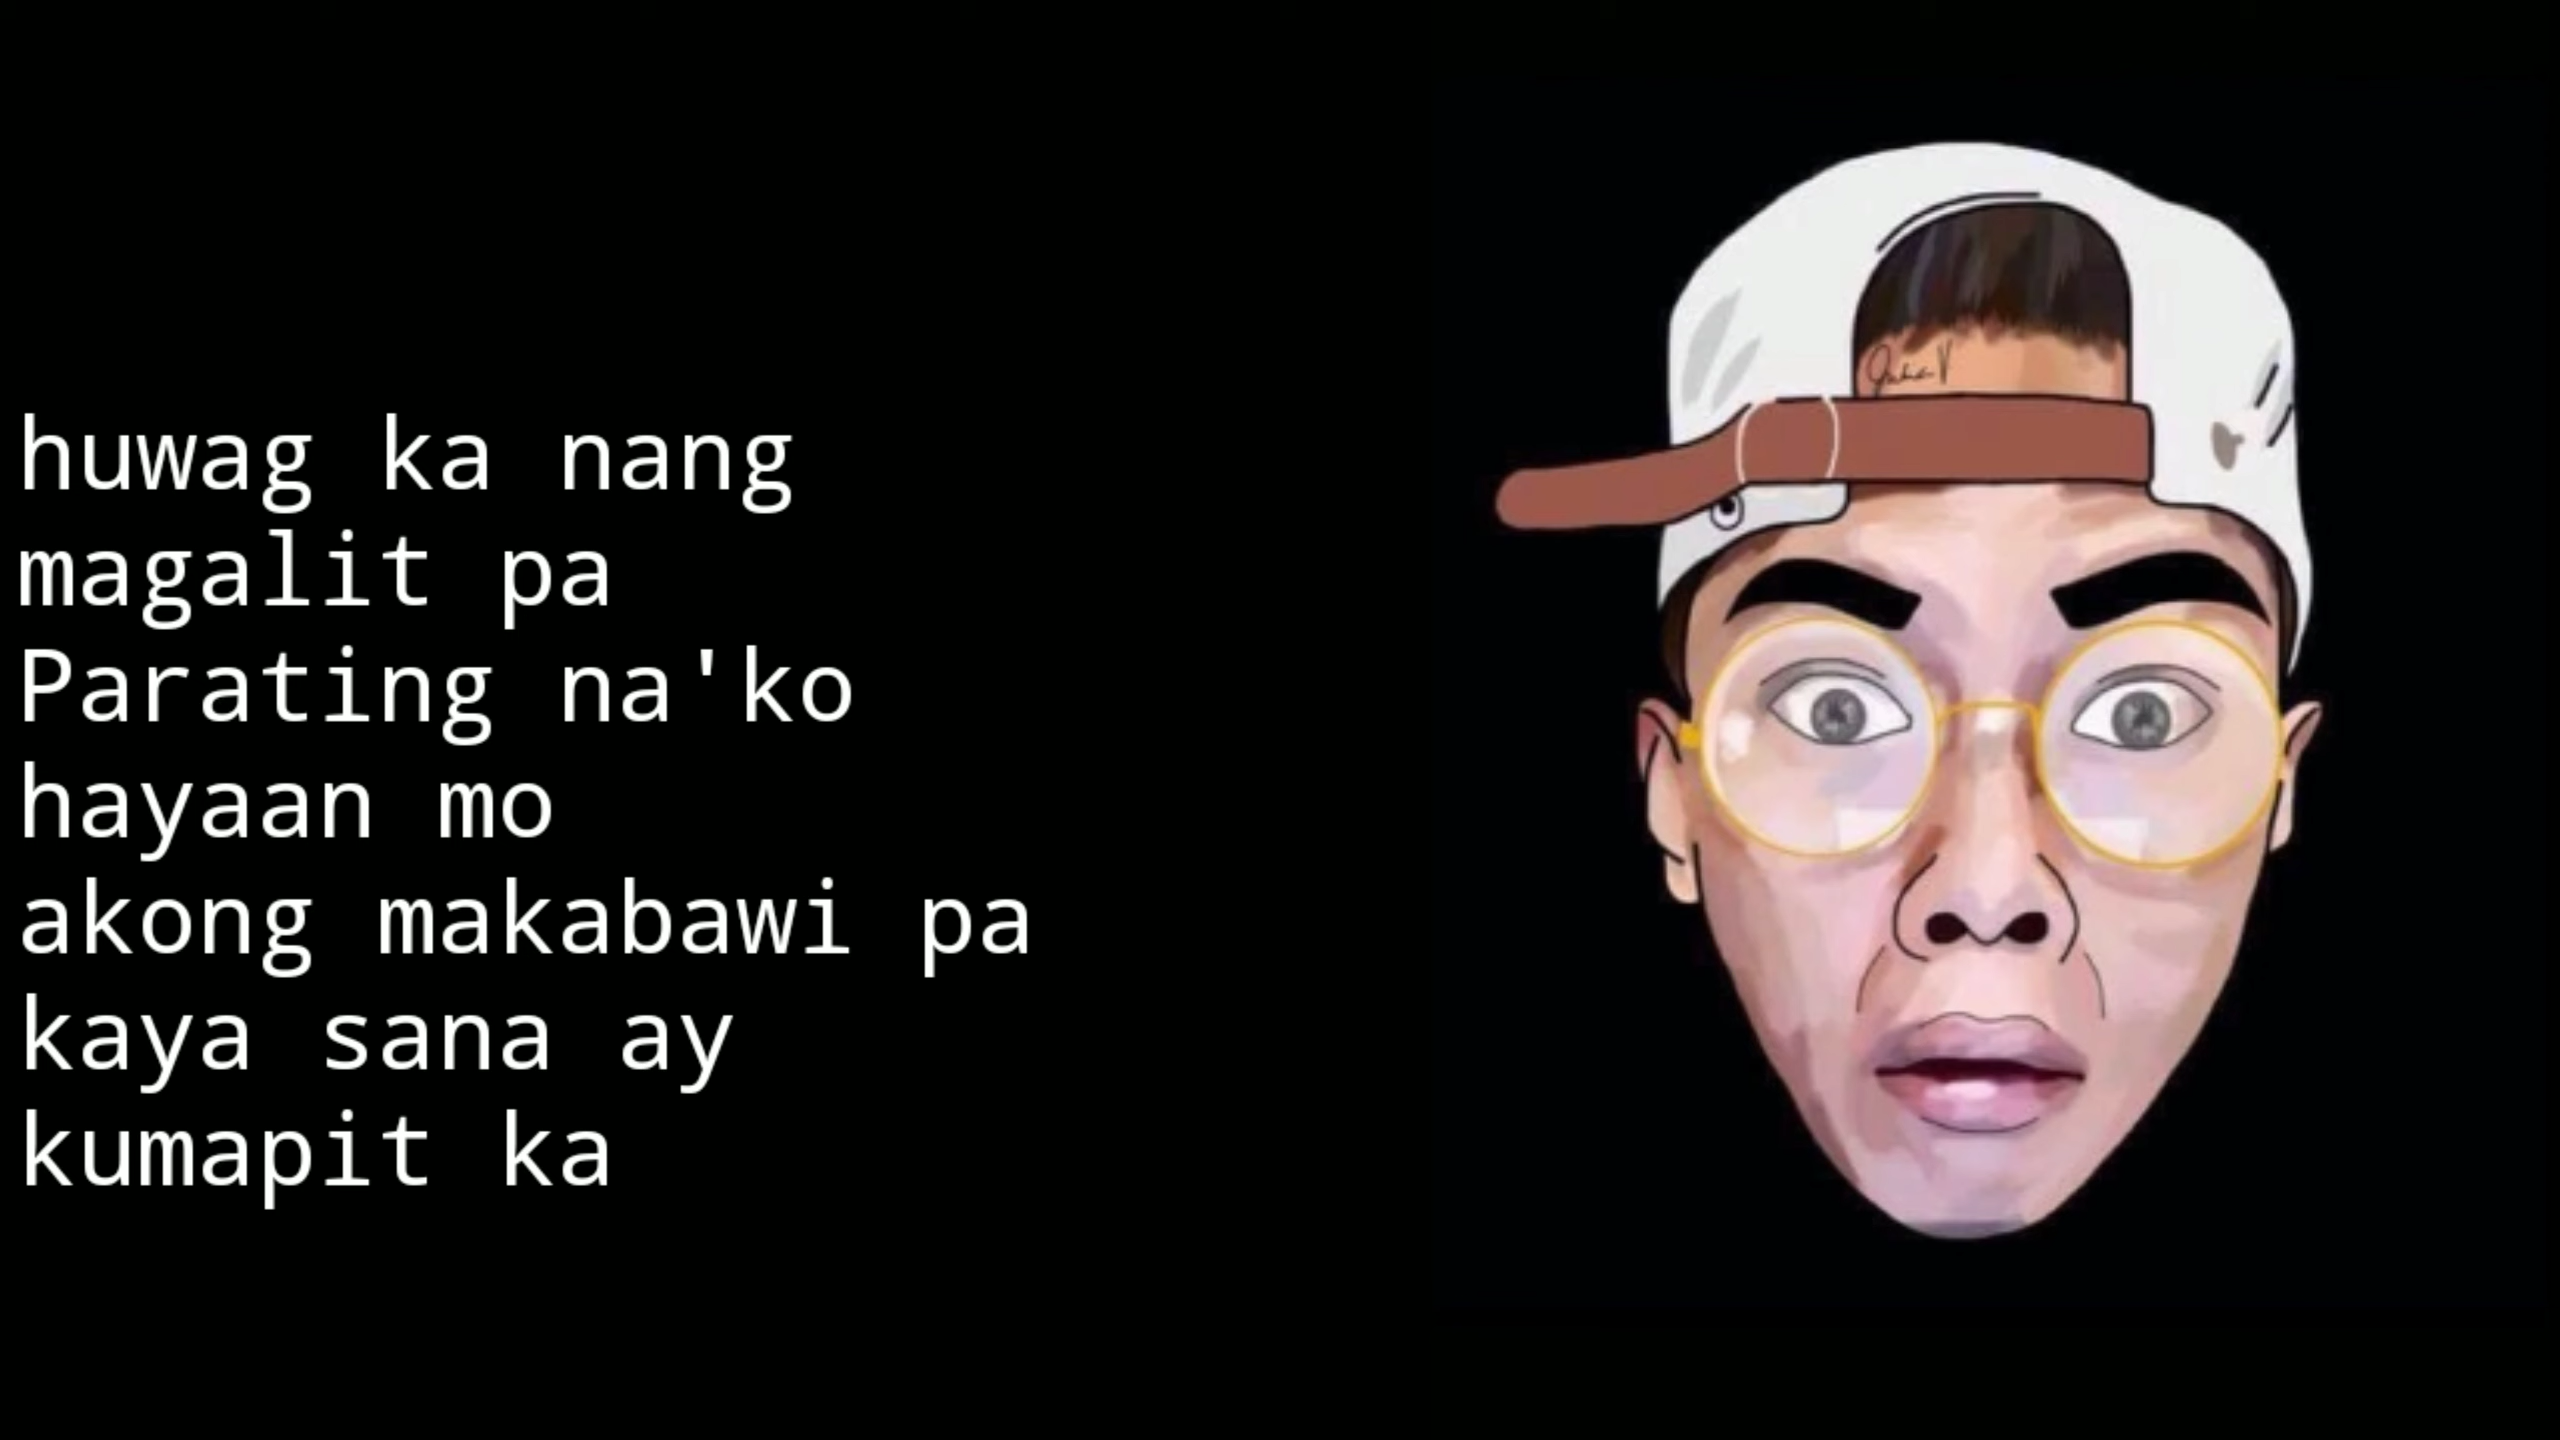 huwag ka nang
magalit pa
Parating na'ko
hayaan mo
akong makabawi pa
kaya sana ay
kumapit ka